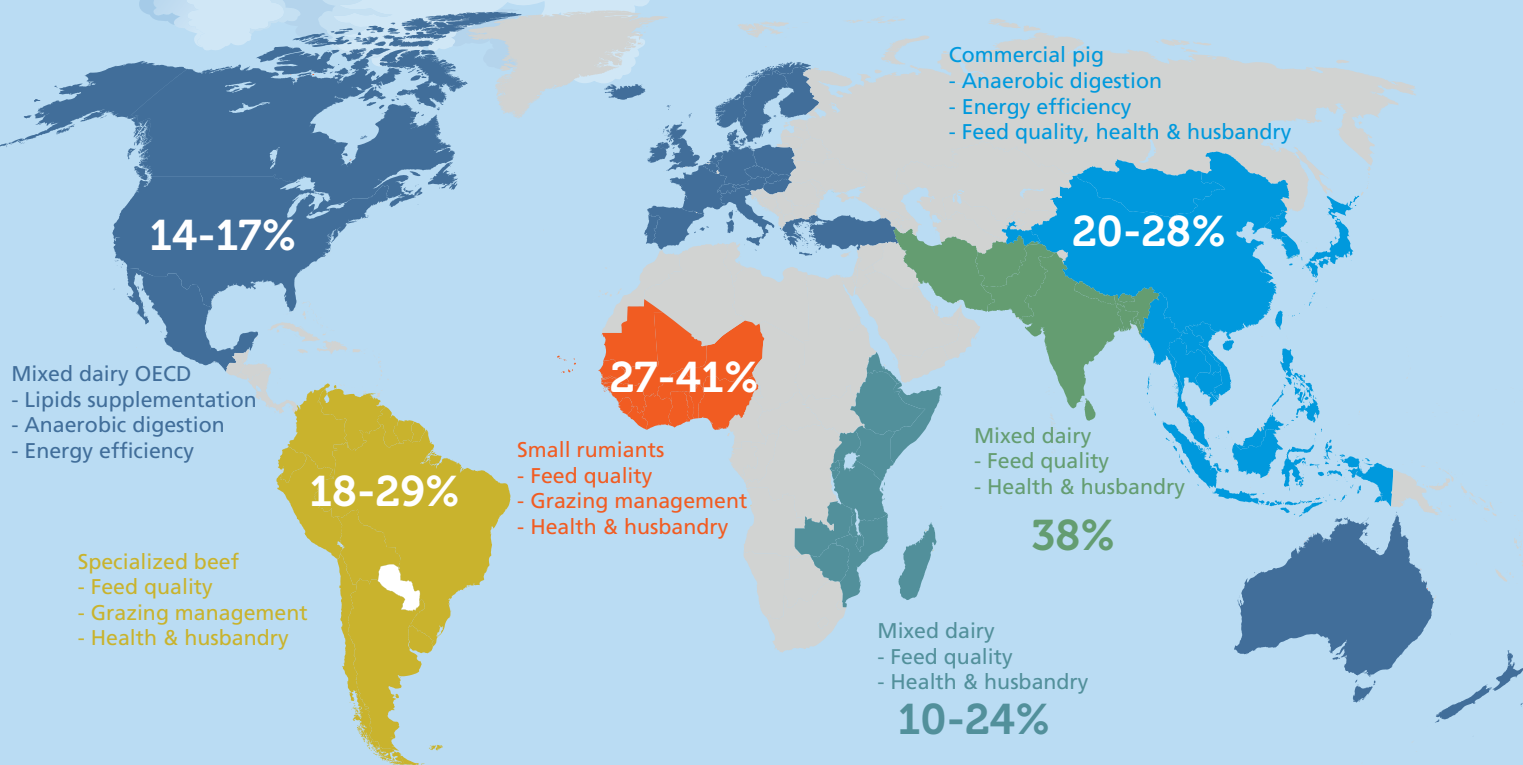 Commercial pig
- Anaerobic digestion
- Energy efficiency
- Feed quality, health & husbandry
14-17%
20-28%
Mixed dairy OECD
- Lipids supplementation
- Anaerobic digestion
- Energy efficiency
27-41%
Small rumiants
- Feed quality
- Grazing management
- Health & husbandry
18-29%
Mixed dairy
- Feed quality
- Health & husbandry
38%
Specialized beef
- Feed quality
- Grazing management
- Health & husbandry
Mixed dairy
- Feed quality
- Health & husbandry
10-24%